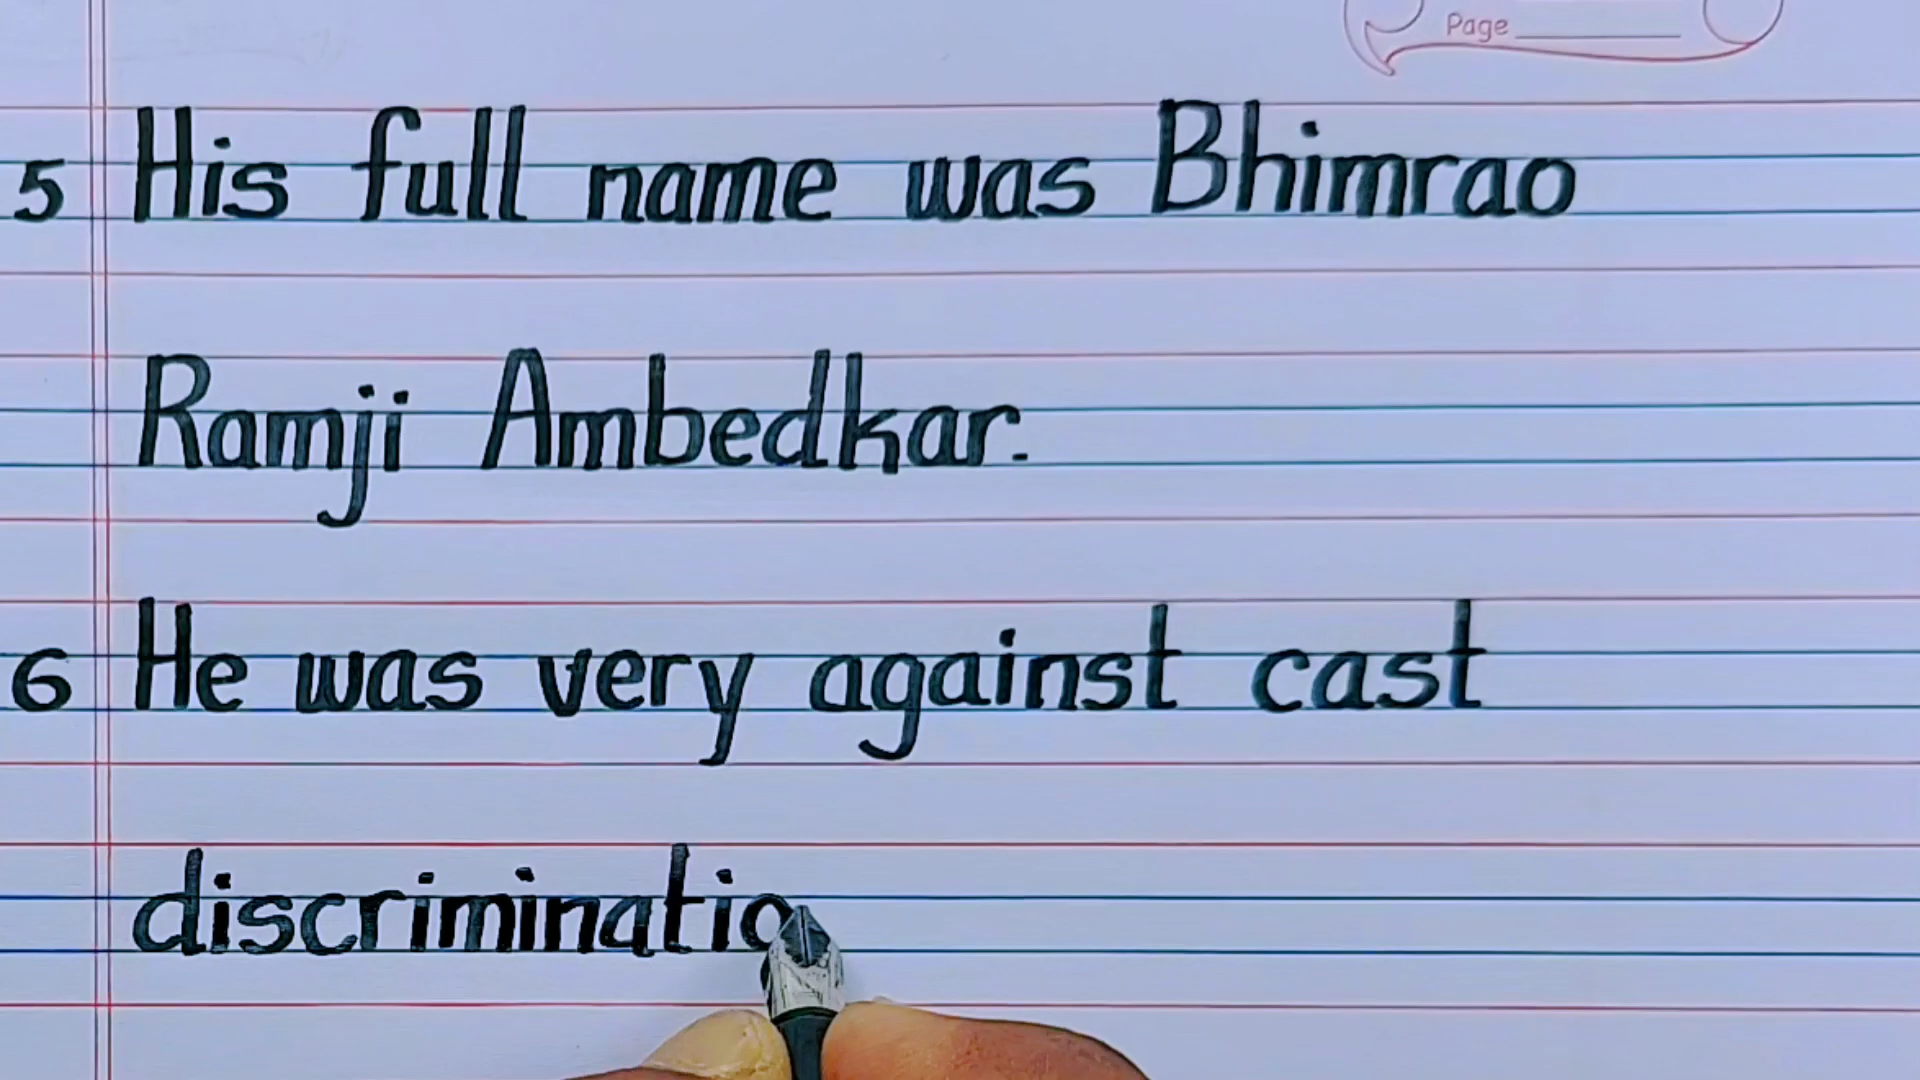 Page
5 His full name was Bhimrao
Ramji Ambedkar.
6 He was very against cast
discriminatio